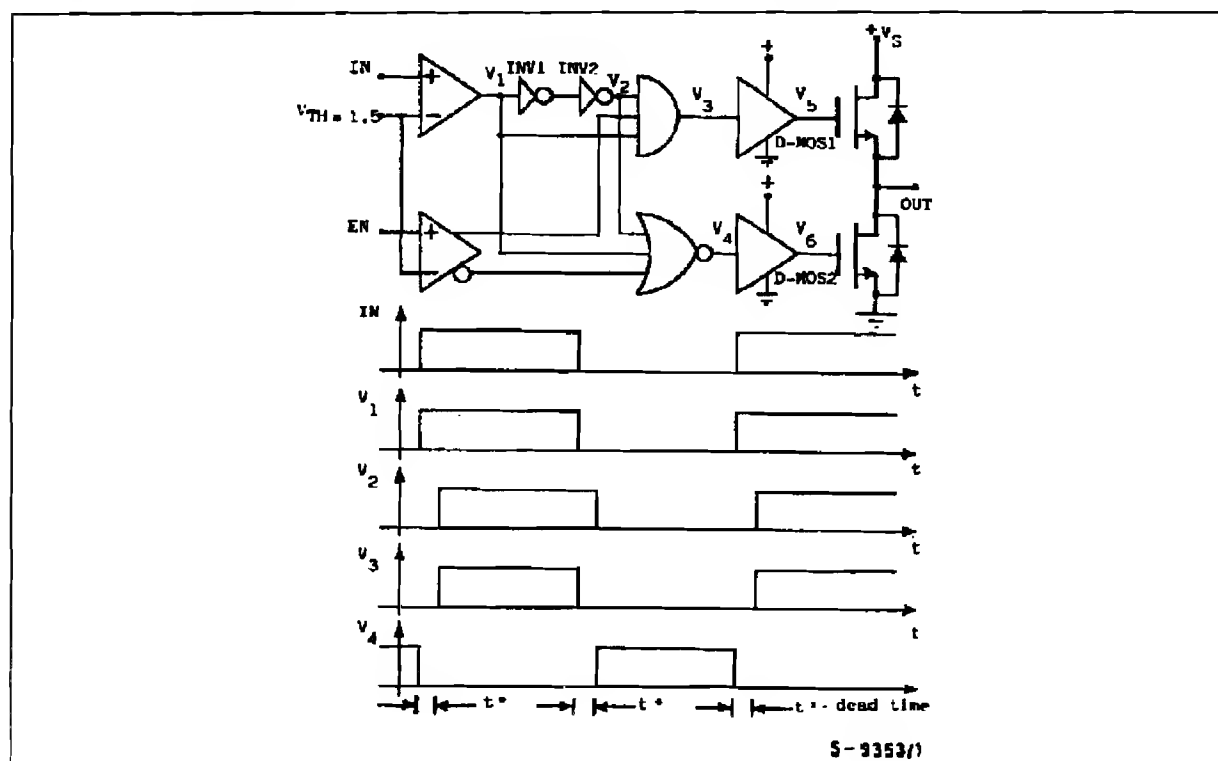 + VS
IN
+
V1
INV1
INV2
V2
+
V3
V5
VTH = 1.5
-
D-MOS1
OUT
+
EN
+
V4
V6
D-MOS2
IN
t
V1
t
V2
t
V3
t
V4
t* t* t* - dead time
S-9353/1